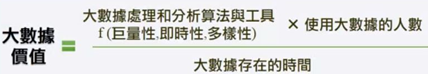 大數據
價值
=
大數據處理和分析算法與工具
f(巨量性,即時性,多樣性)
× 使用大數據的人數
大數據存在的時間